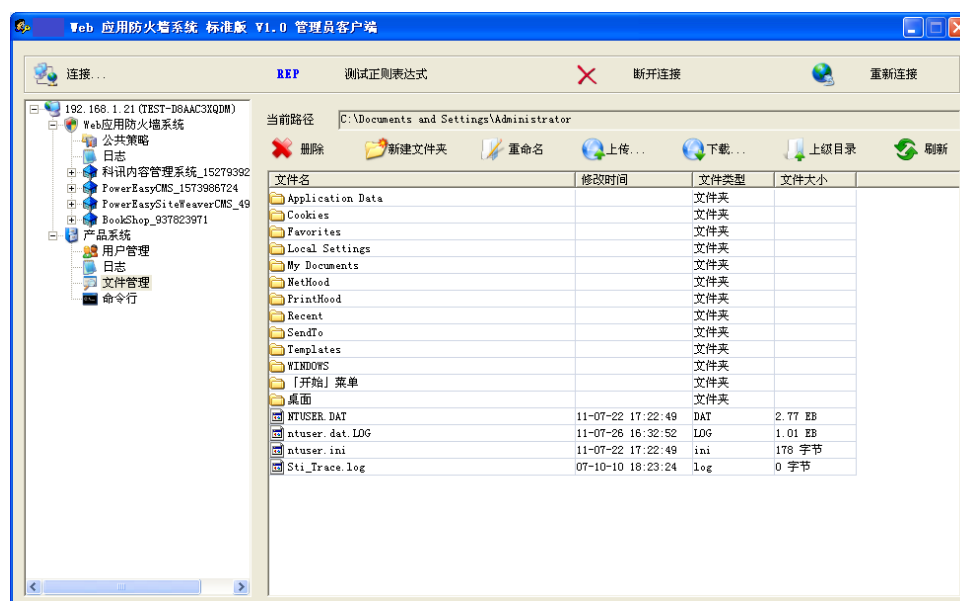 Web 应用防火墙系统 标准版 V1.0 管理员客户端
连接... REP 测试正则表达式 断开连接 重新连接
192.168.1.21(TEST-D8AAC3XQDM)
Web应用防火墙系统
公共策略
日志
科讯内容管理系统_15279392
PowerEasyCMS_1573986724
PowerEasySiteWeaverCMS_49
BookShop_937823971
产品系统
用户管理
日志
文件管理
命令行
当前路径 C:\Documents and Settings\Administrator
删除 新建文件夹 重命名 上传... 下载... 上级目录 刷新
文件名 修改时间 文件类型 文件大小
Application Data 文件夹
Cookies 文件夹
Favorites 文件夹
Local Settings 文件夹
My Documents 文件夹
NetHood 文件夹
PrintHood 文件夹
Recent 文件夹
SendTo 文件夹
Templates 文件夹
WINDOWS 文件夹
「开始」菜单 文件夹
桌面 文件夹
NTUSER.DAT 11-07-22 17:22:49 DAT 2.77 EB
ntuser.dat.LOG 11-07-26 16:32:52 LOG 1.01 EB
ntuser.ini 11-07-22 17:22:49 ini 178 字节
Sti_Trace.log 07-10-10 18:23:24 log 0 字节